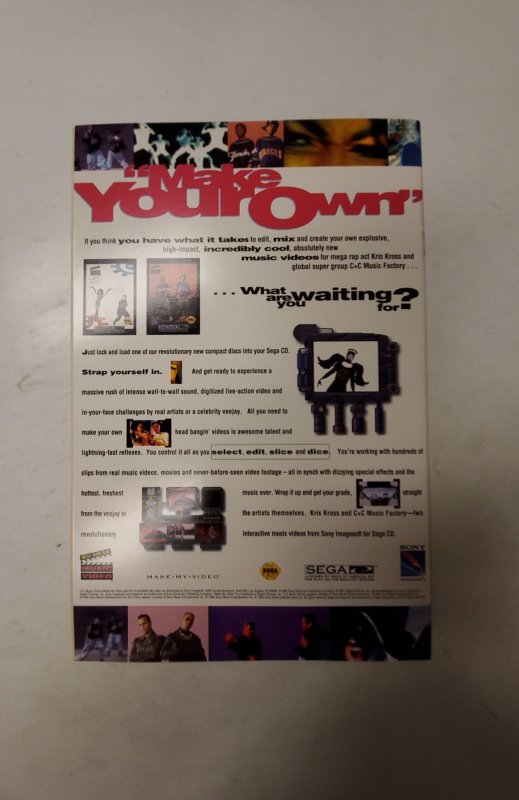 "Make
Your Own"
If you think you have what it takes to edit, mix and create your own explosive,
high-impact, incredibly cool, absolutely new
music videos for mega rap act Kris Kross and
global super group C+C Music Factory . . .
. . . What are you waiting for?
Just lock and load one of our revolutionary new compact discs into your Sega CD.
Strap yourself in. And get ready to experience a
massive rush of intense wall-to-wall sound, digitized live-action video and
in-your-face challenges by real artists or a celebrity veejay. All you need to
make your own head bangin' videos is awesome talent and
lightning-fast reflexes. You control it all as you select, edit, slice and dice. You're working with hundreds of
clips from real music videos, movies and never-before-seen video footage – all in synch with dizzying special effects and the
hottest, freshest music ever. Wrap it up and get your grade, straight
from the veejay or the artists themselves. Kris Kross and C+C Music Factory—two
revolutionary interactive music videos from Sony Imagesoft for Sega CD.
MUSIC
VIDEO
MAKE•MY•VIDEO
SEGA
SEGA CD
SONY
IMAGESOFT